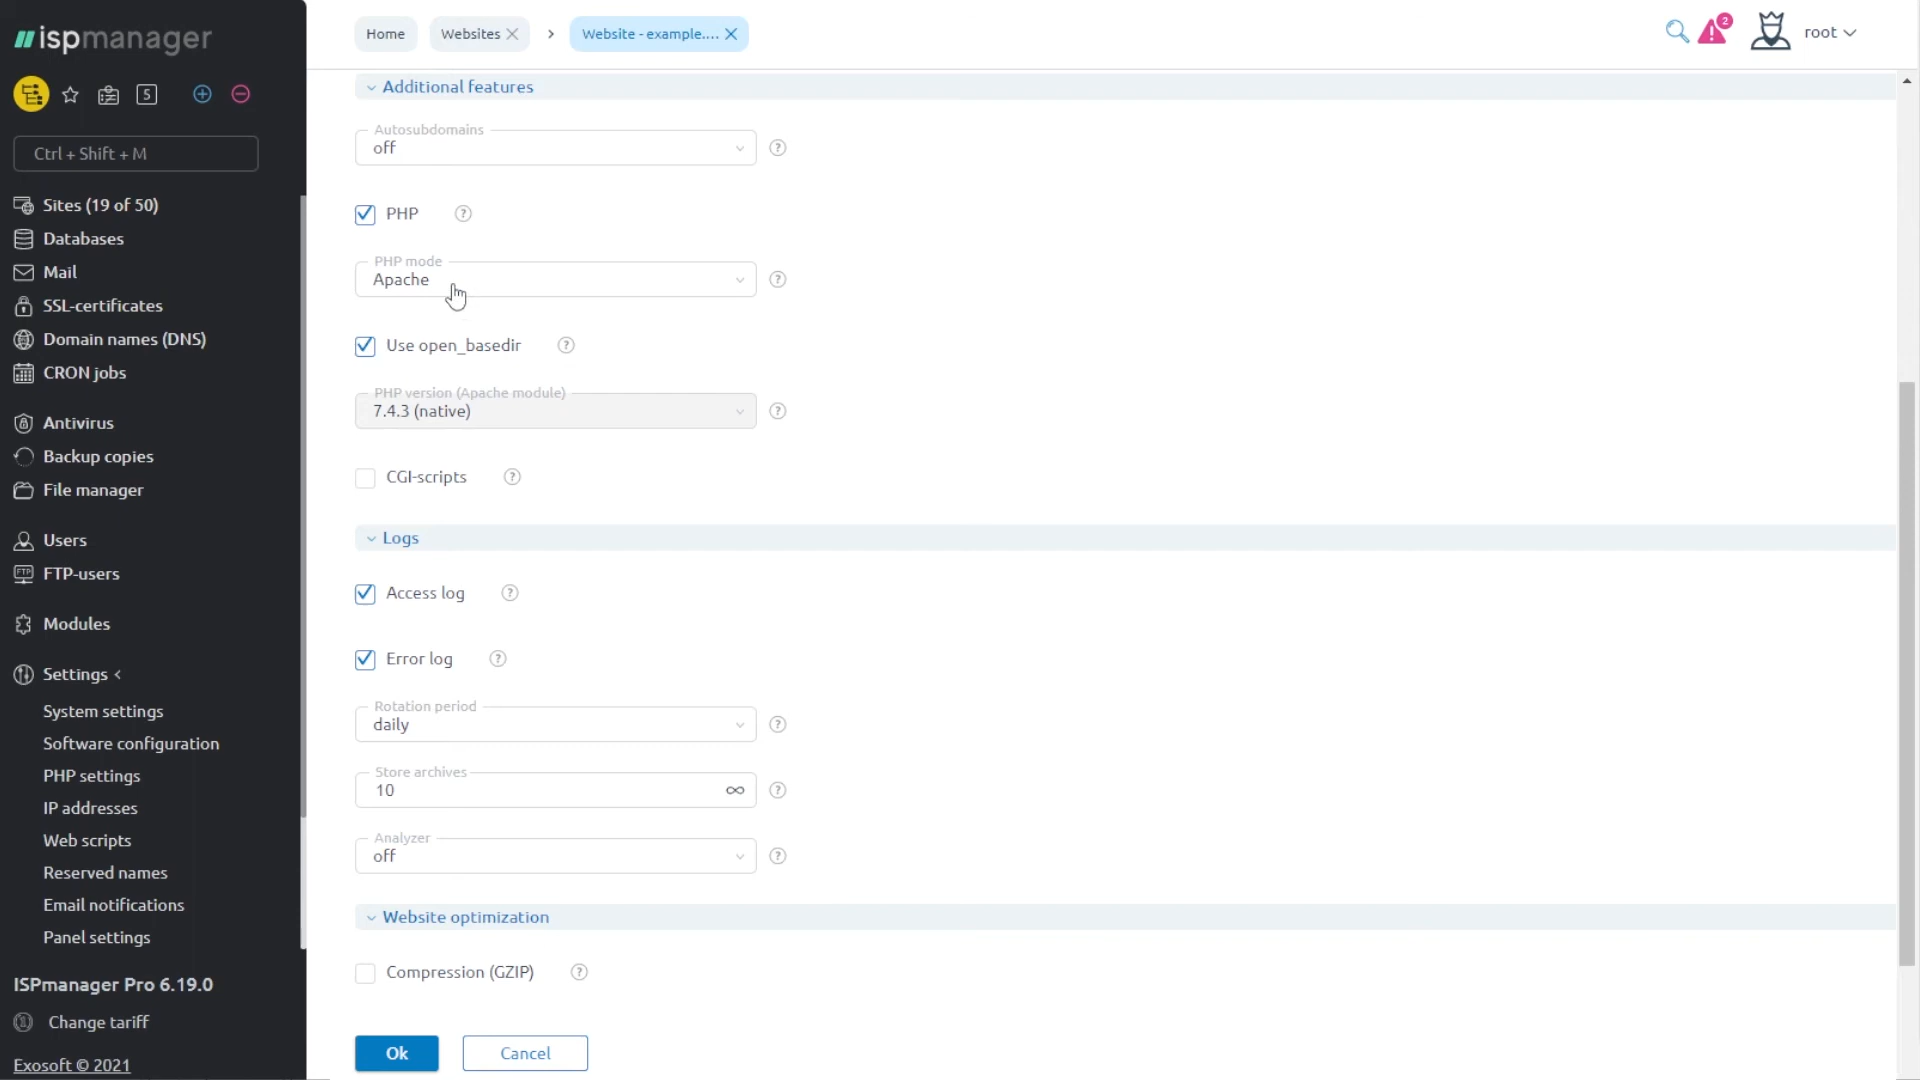 ispmanager
5
Ctrl + Shift + M
Sites (19 of 50)
Databases
Mail
SSL-certificates
Domain names (DNS)
CRON jobs
Antivirus
Backup copies
File manager
Users
FTP
FTP-users
Modules
Settings <
System settings
Software configuration
PHP settings
IP addresses
Web scripts
Reserved names
Email notifications
Panel settings
ISPmanager Pro 6.19.0
Change tariff
Exosoft © 2021
Home
Websites
>
Website - example....
2
root
Additional features
Autosubdomains
off
?
PHP
?
PHP mode
Apache
?
Use open_basedir
?
PHP version (Apache module)
7.4.3 (native)
?
CGI-scripts
?
Logs
Access log
?
Error log
?
Rotation period
daily
?
Store archives
10 ∞
?
Analyzer
off
?
Website optimization
Compression (GZIP)
?
Ok
Cancel